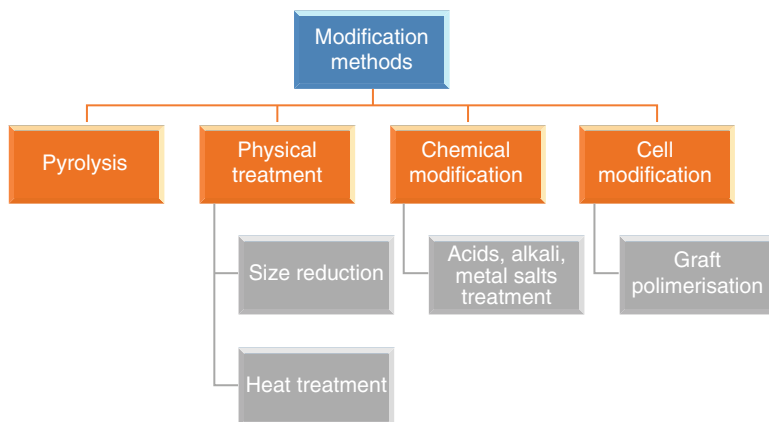 Modification
methods
Pyrolysis
Physical
treatment
Chemical
modification
Cell
modification
Size reduction
Acids, alkali,
metal salts
treatment
Graft
polimerisation
Heat treatment